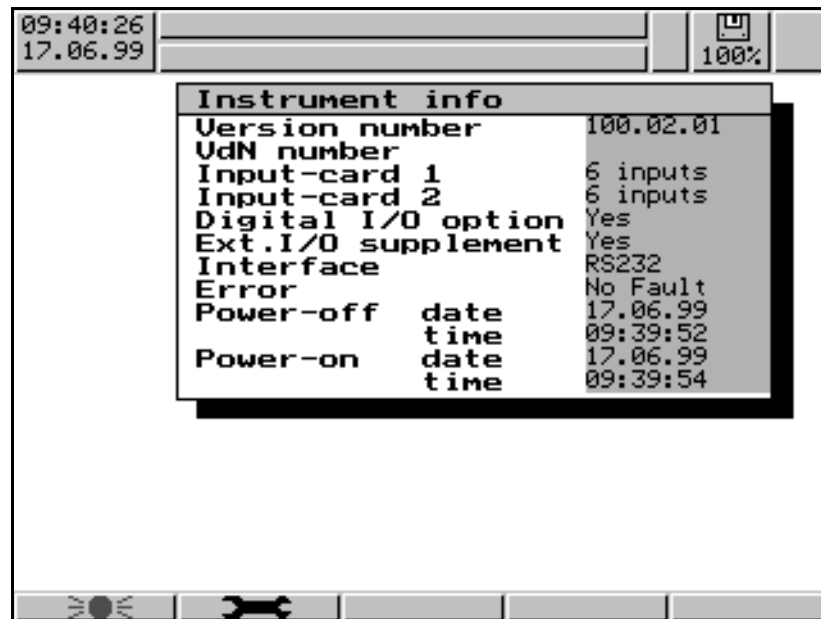 09:40:26
17.06.99
100%
Instrument info
Version number 100.02.01
VdN number
Input-card 1 6 inputs
Input-card 2 6 inputs
Digital I/O option Yes
Ext.I/O supplement Yes
Interface RS232
Error No Fault
Power-off date 17.06.99
time 09:39:52
Power-on date 17.06.99
time 09:39:54